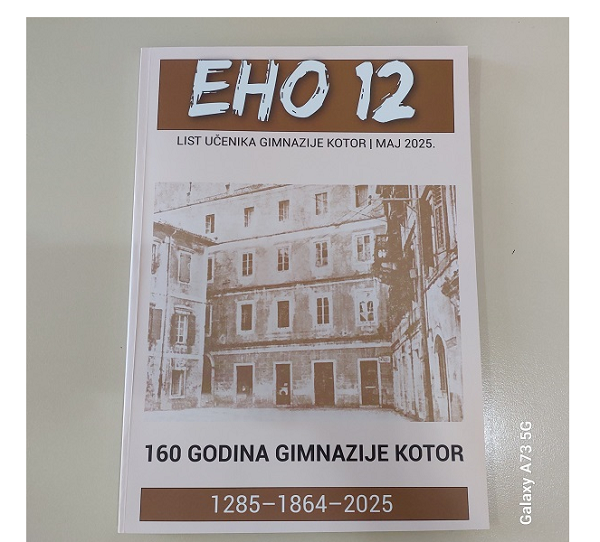 EHO 12
LIST UČENIKA GIMNAZIJE KOTOR | MAJ 2025.
160 GODINA GIMNAZIJE KOTOR
1285–1864–2025
Galaxy A73 5G